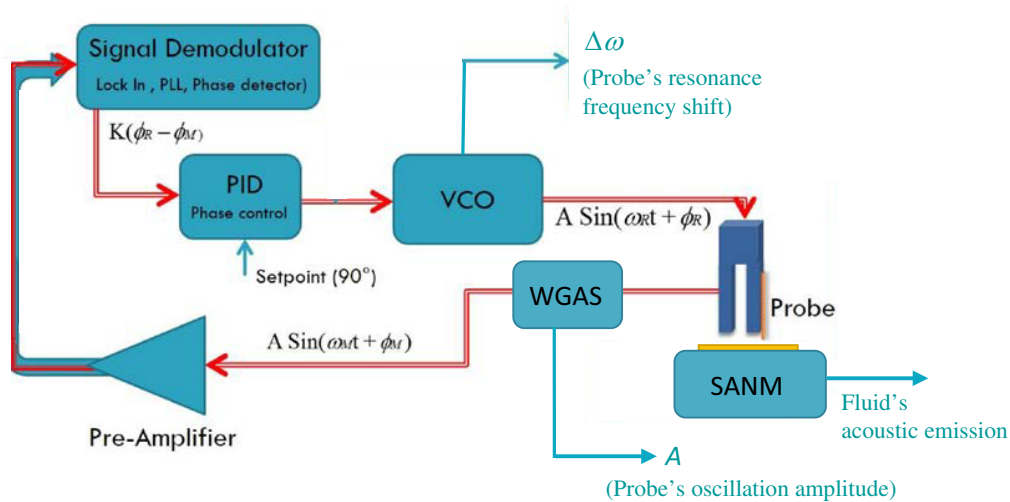 Signal Demodulator
Lock In , PLL, Phase detector)
K(ϕR – ϕM)
PID
Phase control
Setpoint (90°)
VCO
Δω
(Probe's resonance
frequency shift)
A Sin(ωRt + ϕR)
WGAS
Probe
A Sin(ωMt + ϕM)
SANM
Fluid's
acoustic emission
Pre-Amplifier
A
(Probe's oscillation amplitude)